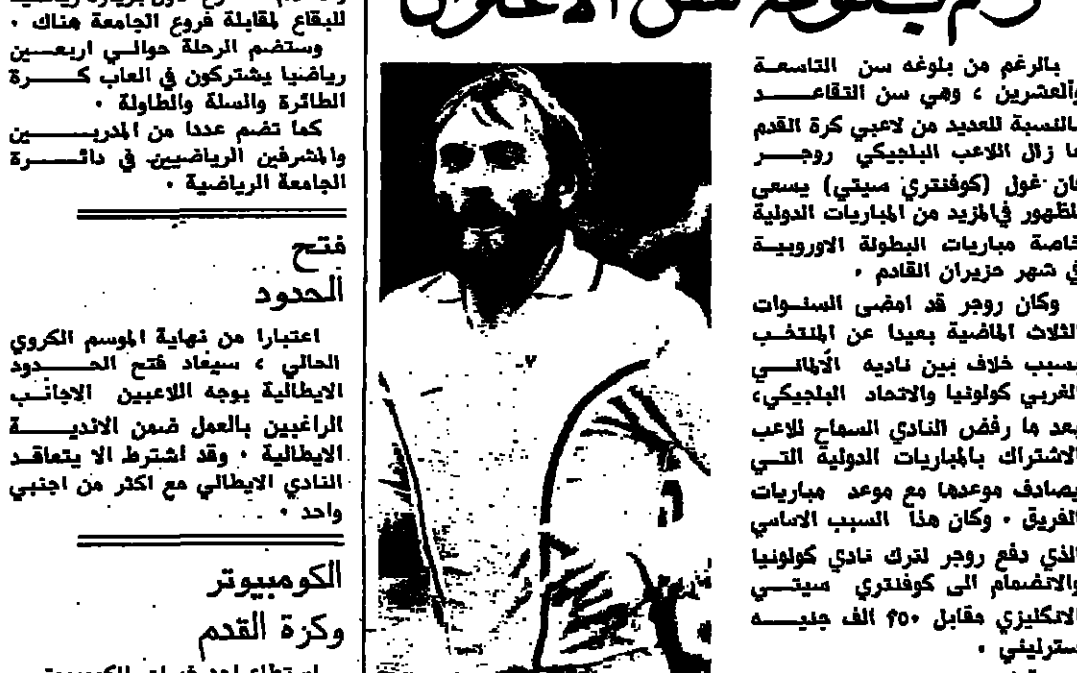 رغم بلوغه سن الاعتزال
بالرغم من بلوغه سن التاسعة
والعشرين ، وهي سن التقاعد
بالنسبة للعديد من لاعبي كرة القدم
ما زال اللاعب البلجيكي روجر
فان غول (كوفنتري سيتي) يسعى
للظهور في المزيد من المباريات الدولية
خاصة مباريات البطولة الاوروبية
في شهر حزيران القادم .
وكان روجر قد امضى السنوات
الثلاث الماضية بعيدا عن المنتخب
بسبب خلاف بين ناديه الألماني
الغربي كولونيا والاتحاد البلجيكي،
بعد ما رفض النادي السماح للاعب
الاشتراك بالمباريات الدولية التي
يصادف موعدها مع موعد مباريات
الفريق . وكان هذا السبب الاساسي
الذي دفع روجر لترك نادي كولونيا
والانضمام الى كوفنتري سيتي
الانكليزي مقابل ٢٥٠ الف جنيه
سترليني .
للبقاع لمقابلة فروع الجامعة هناك .
وستضم الرحلة حوالي اربعين
رياضيا يشتركون في العاب كرة
الطائرة والسلة والطاولة .
كما تضم عددا من المدربين
والمشرفين الرياضيين في دائرة
الجامعة الرياضية .
فتح
الحدود
اعتبارا من نهاية الموسم الكروي
الحالي ، سيعاد فتح الحدود
الايطالية بوجه اللاعبين الاجانب
الراغبين بالعمل ضمن الاندية
الايطالية . وقد اشترط الا يتعاقد
النادي الايطالي مع اكثر من اجنبي
واحد .
الكومبيوتر
وكرة القدم